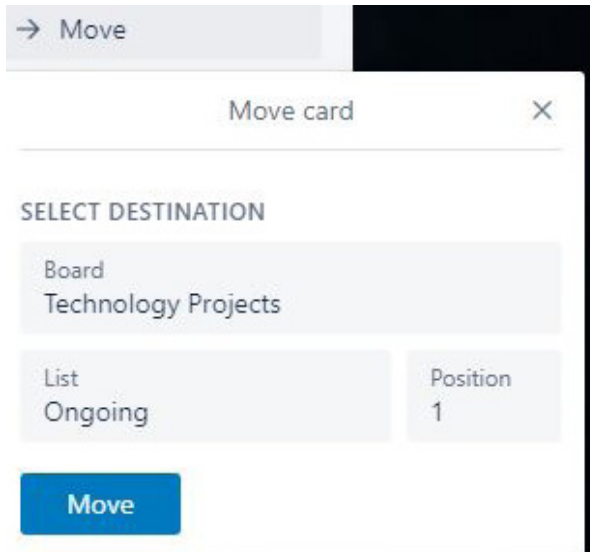 → Move
Move card ×
SELECT DESTINATION
Board
Technology Projects
List Position
Ongoing 1
Move